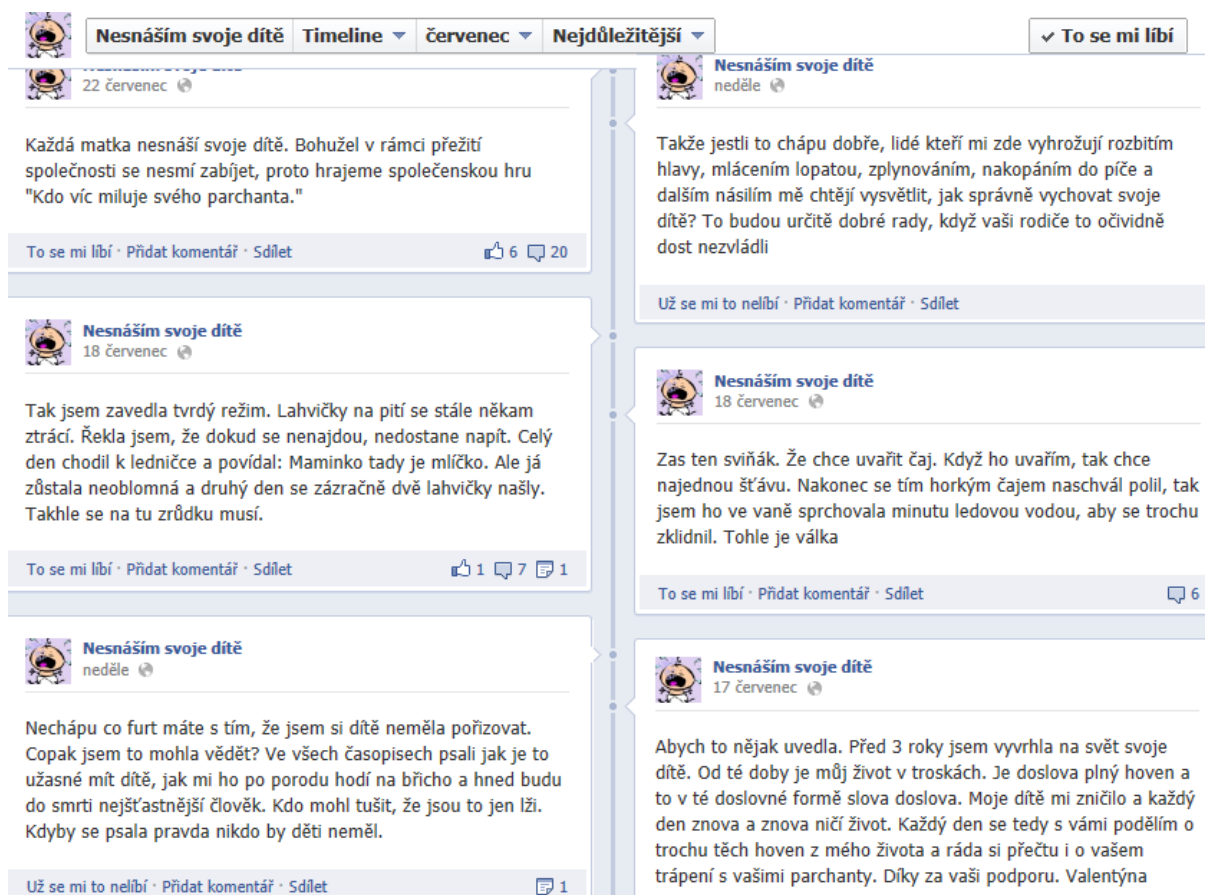 Nesnáším svoje dítě Timeline červenec Nejdůležitější
To se mi líbí
22 červenec
Každá matka nesnáší svoje dítě. Bohužel v rámci přežití
společnosti se nesmí zabíjet, proto hrajeme společenskou hru
"Kdo víc miluje svého parchanta."
To se mi líbí · Přidat komentář · Sdílet 6 20
Nesnáším svoje dítě
18 červenec
Tak jsem zavedla tvrdý režim. Lahvičky na pití se stále někam
ztrácí. Řekla jsem, že dokud se nenajdou, nedostane napít. Celý
den chodil k ledničce a povídal: Maminko tady je mlíčko. Ale já
zůstala neoblomná a druhý den se zázračně dvě lahvičky našly.
Takhle se na tu zrůdku musí.
To se mi líbí · Přidat komentář · Sdílet 1 7 1
Nesnáším svoje dítě
neděle
Nechápu co furt máte s tím, že jsem si dítě neměla pořizovat.
Copak jsem to mohla vědět? Ve všech časopisech psali jak je to
užasné mít dítě, jak mi ho po porodu hodí na břicho a hned budu
do smrti nejšťastnější člověk. Kdo mohl tušit, že jsou to jen lži.
Kdyby se psala pravda nikdo by děti neměl.
Už se mi to nelíbí · Přidat komentář · Sdílet 1
Nesnáším svoje dítě
neděle
Takže jestli to chápu dobře, lidé kteří mi zde vyhrožují rozbitím
hlavy, mlácením lopatou, zplynováním, nakopáním do píče a
dalším násilím mě chtějí vysvětlit, jak správně vychovat svoje
dítě? To budou určitě dobré rady, když vaši rodiče to očividně
dost nezvládli
Už se mi to nelíbí · Přidat komentář · Sdílet
Nesnáším svoje dítě
18 červenec
Zas ten sviňák. Že chce uvařit čaj. Když ho uvařím, tak chce
najednou šťávu. Nakonec se tím horkým čajem naschvál polil, tak
jsem ho ve vaně sprchovala minutu ledovou vodou, aby se trochu
zklidnil. Tohle je válka
To se mi líbí · Přidat komentář · Sdílet 6
Nesnáším svoje dítě
17 červenec
Abych to nějak uvedla. Před 3 roky jsem vyvrhla na svět svoje
dítě. Od té doby je můj život v troskách. Je doslova plný hoven a
to v té doslovné formě slova doslova. Moje dítě mi zničilo a každý
den znova a znova ničí život. Každý den se tedy s vámi podělím o
trochu těch hoven z mého života a ráda si přečtu i o vašem
trápení s vašimi parchanty. Díky za vaši podporu. Valentýna